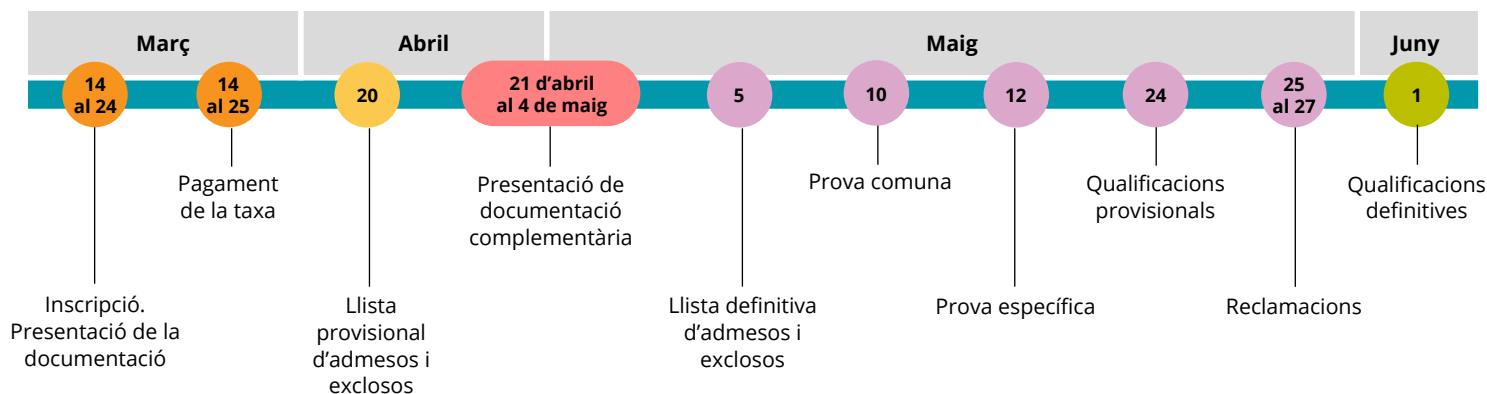 Març
Abril
Maig
Juny
14
al 24
14
al 25
20
21 d'abril
al 4 de maig
5
10
12
24
25
al 27
1
Pagament
de la taxa
Presentació de
documentació
complementària
Prova comuna
Qualificacions
provisionals
Qualificacions
definitives
Inscripció.
Presentació de la
documentació
Llista
provisional
d'admesos i
exclosos
Llista definitiva
d'admesos i
exclosos
Prova específica
Reclamacions